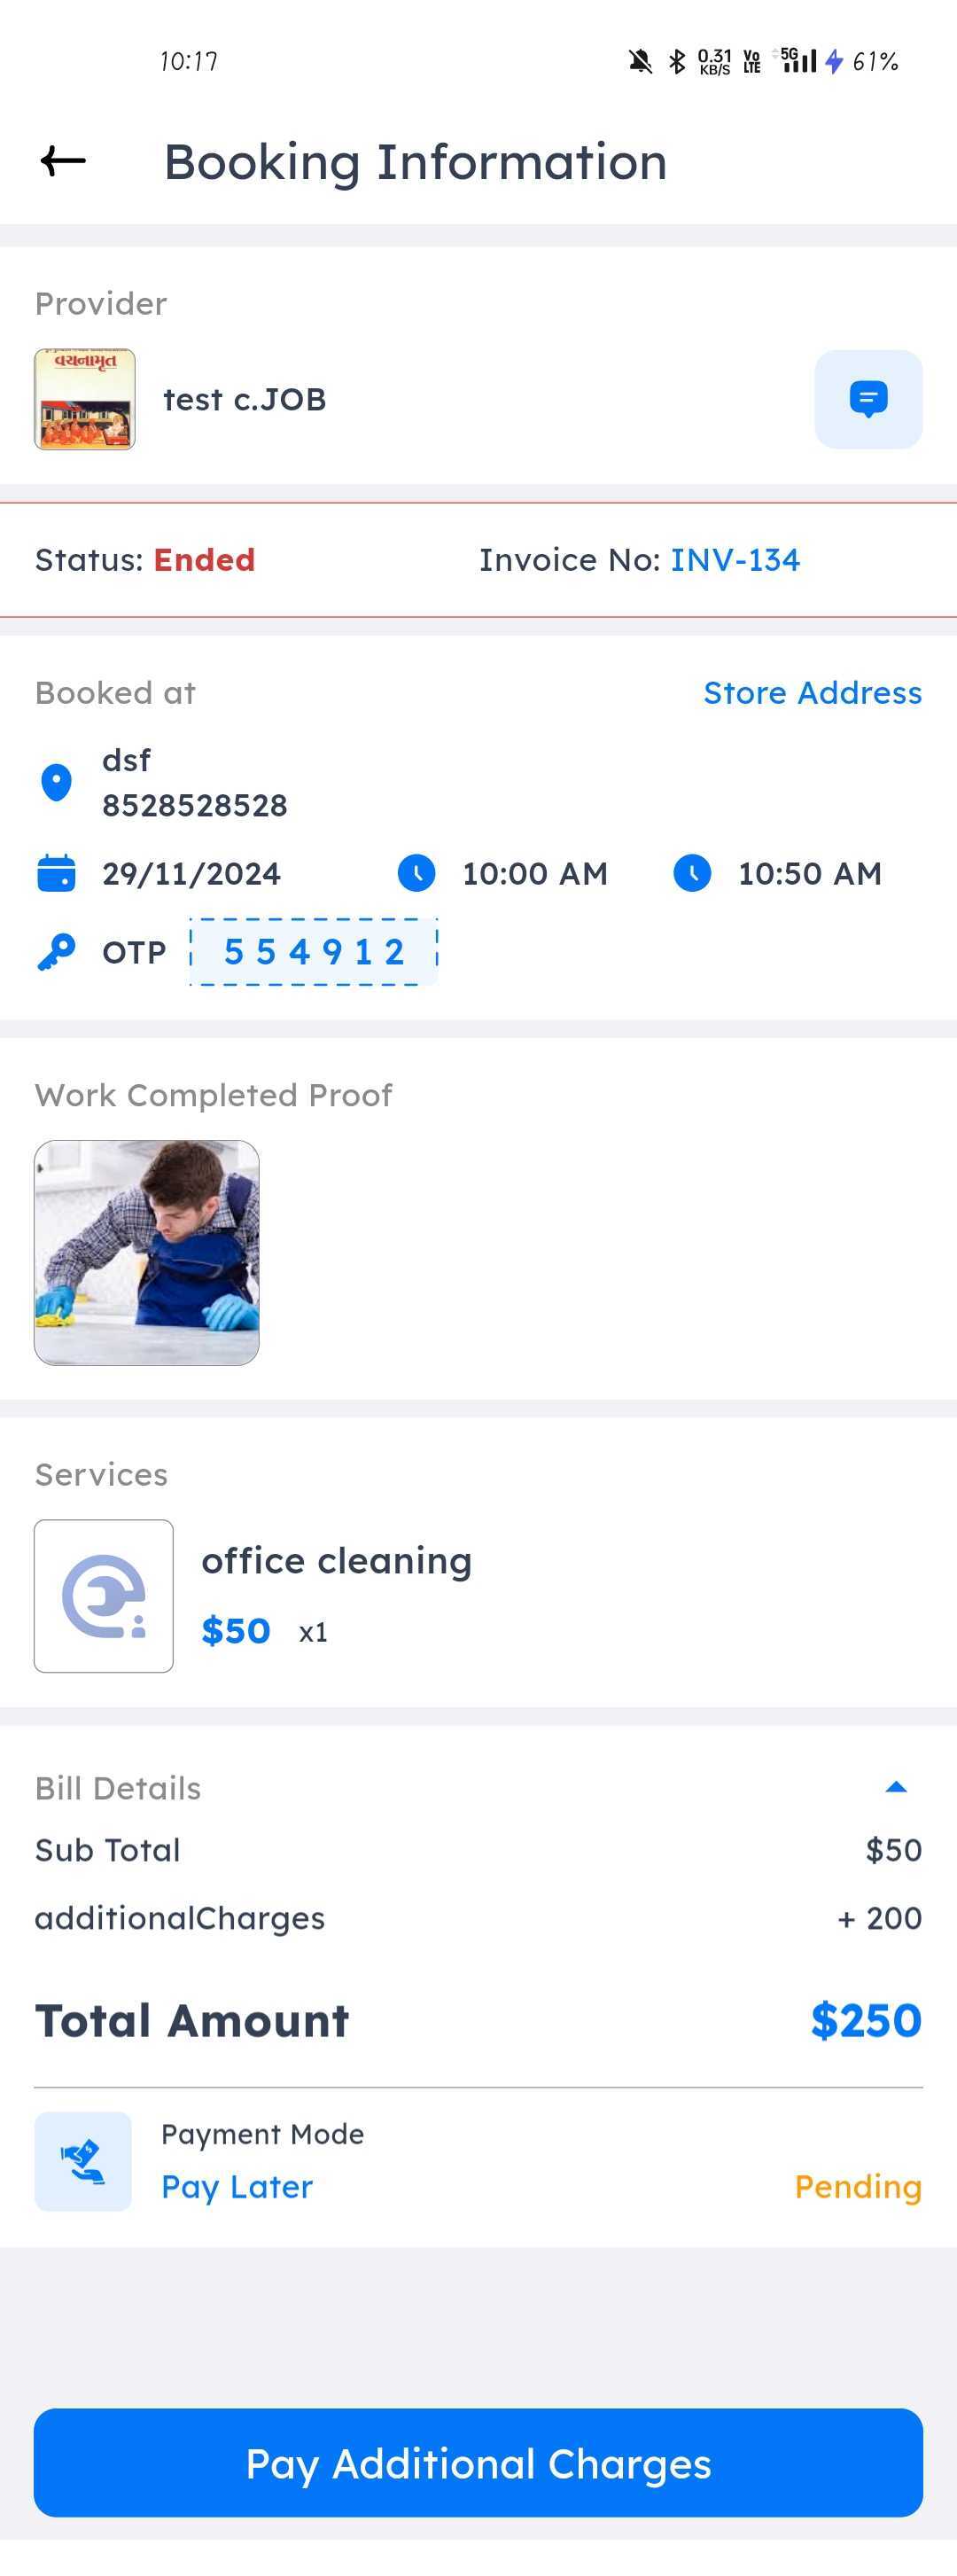 10:17
0.31
KB/S
Vo
LTE
5G
61%
Booking Information
Provider
વચનામૃત
test c.JOB
Status: Ended
Invoice No: INV-134
Booked at
Store Address
dsf
8528528528
29/11/2024
10:00 AM
10:50 AM
OTP
5 5 4 9 1 2
Work Completed Proof
Services
office cleaning
$50 x1
Bill Details
Sub Total
$50
additionalCharges
+ 200
Total Amount
$250
Payment Mode
Pay Later
Pending
Pay Additional Charges